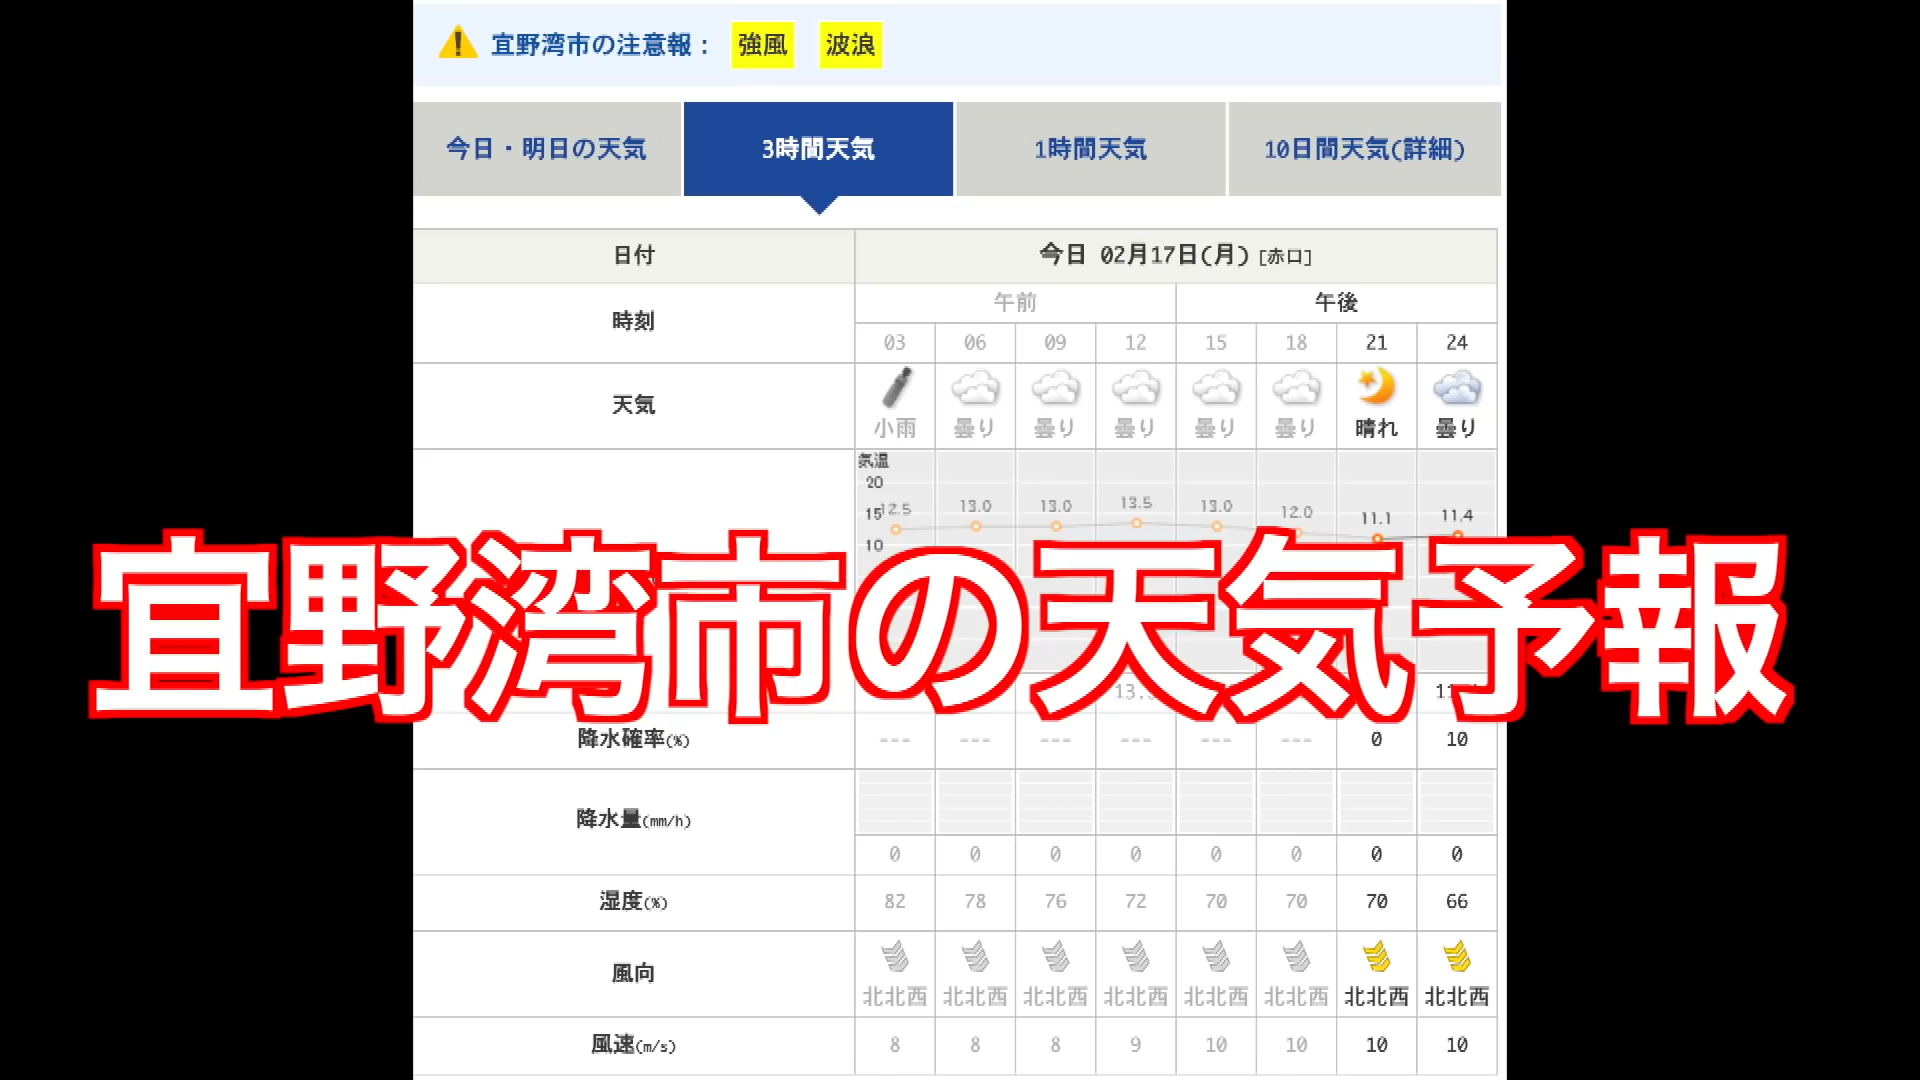 宜野湾市の注意報： 強風 波浪
今日・明日の天気 3時間天気 1時間天気 10日間天気(詳細)
日付 今日 02月17日(月) [赤口]
時刻 午前 午後
03 06 09 12 15 18 21 24
天気 小雨 曇り 曇り 曇り 曇り 曇り 晴れ 曇り
気温
20
15
10
12.5 13.0 13.0 13.5 13.0 12.0 11.1 11.4
宜野湾市の天気予報
降水確率(%) --- --- --- --- --- --- 0 10
降水量(mm/h)
0 0 0 0 0 0 0 0
湿度(%) 82 78 76 72 70 70 70 66
風向 北北西 北北西 北北西 北北西 北北西 北北西 北北西 北北西
風速(m/s) 8 8 8 9 10 10 10 10